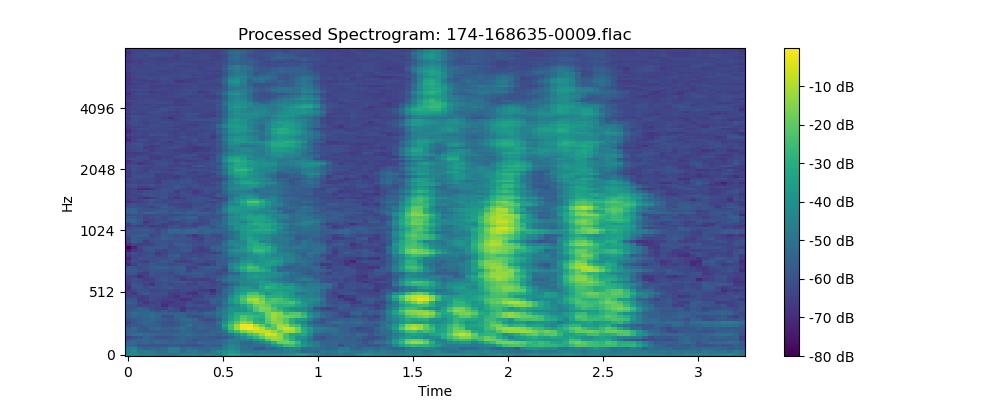 Processed Spectrogram: 174-168635-0009.flac
Hz
4096
2048
1024
512
0
0
0.5
1
1.5
2
2.5
3
Time
-10 dB
-20 dB
-30 dB
-40 dB
-50 dB
-60 dB
-70 dB
-80 dB